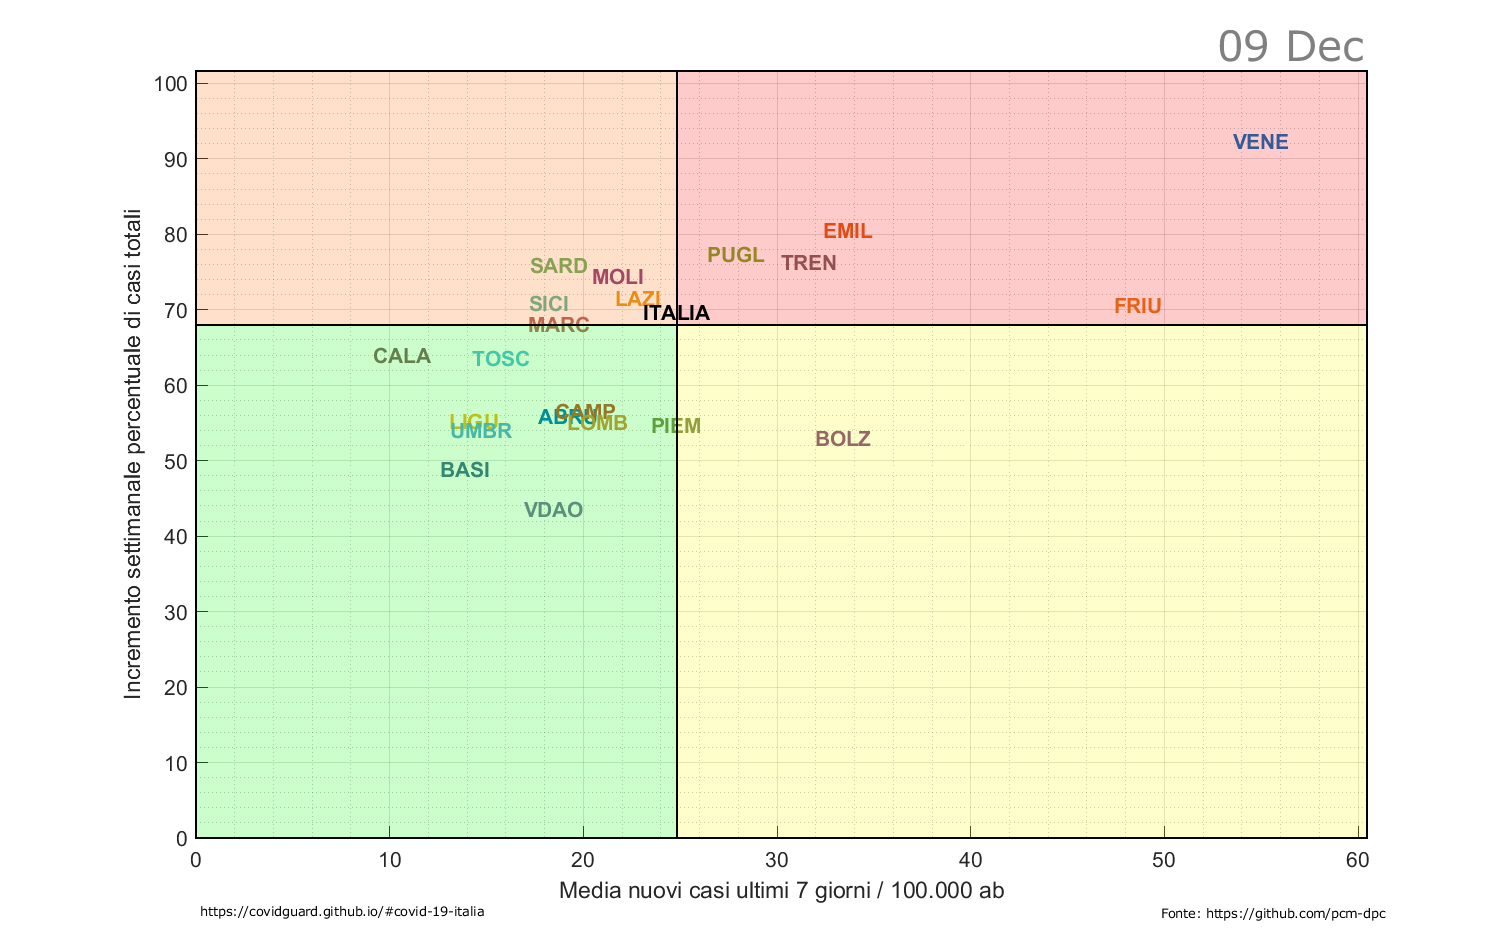 09 Dec
100
90
80
70
60
50
40
30
20
10
0
Incremento settimanale percentuale di casi totali
VENE
EMIL
PUGL
TREN
SARD
MOLI
LAZI
SICI
FRIU
ITALIA
MARC
CALA
TOSC
CAMP
ABRU
LIGU
LOMB
PIEM
UMBR
BOLZ
BASI
VDAO
0 10 20 30 40 50 60
Media nuovi casi ultimi 7 giorni / 100.000 ab
https://covidguard.github.io/#covid-19-italia
Fonte: https://github.com/pcm-dpc